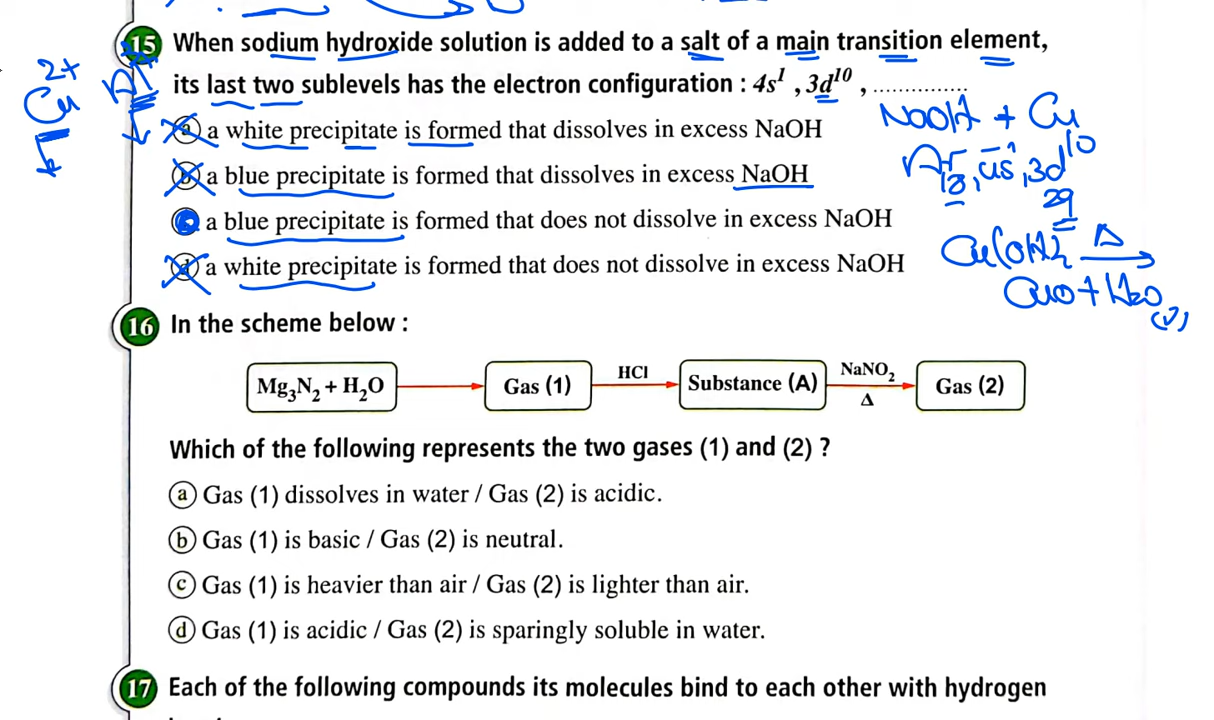 15 When sodium hydroxide solution is added to a salt of a main transition element,
its last two sublevels has the electron configuration : 4s¹ , 3d¹⁰ , ...............
ⓐ a white precipitate is formed that dissolves in excess NaOH
ⓑ a blue precipitate is formed that dissolves in excess NaOH
a blue precipitate is formed that does not dissolve in excess NaOH
ⓓ a white precipitate is formed that does not dissolve in excess NaOH
Cu²⁺
NaOH + Cu
Ar₁₈, 4s¹, 3d¹⁰
29
Cu(OH)₂ Δ
CuO + H₂O (v)
16 In the scheme below :
Mg₃N₂ + H₂O Gas (1) HCl Substance (A) NaNO₂ Δ Gas (2)
Which of the following represents the two gases (1) and (2) ?
ⓐ Gas (1) dissolves in water / Gas (2) is acidic.
ⓑ Gas (1) is basic / Gas (2) is neutral.
ⓒ Gas (1) is heavier than air / Gas (2) is lighter than air.
ⓓ Gas (1) is acidic / Gas (2) is sparingly soluble in water.
17 Each of the following compounds its molecules bind to each other with hydrogen